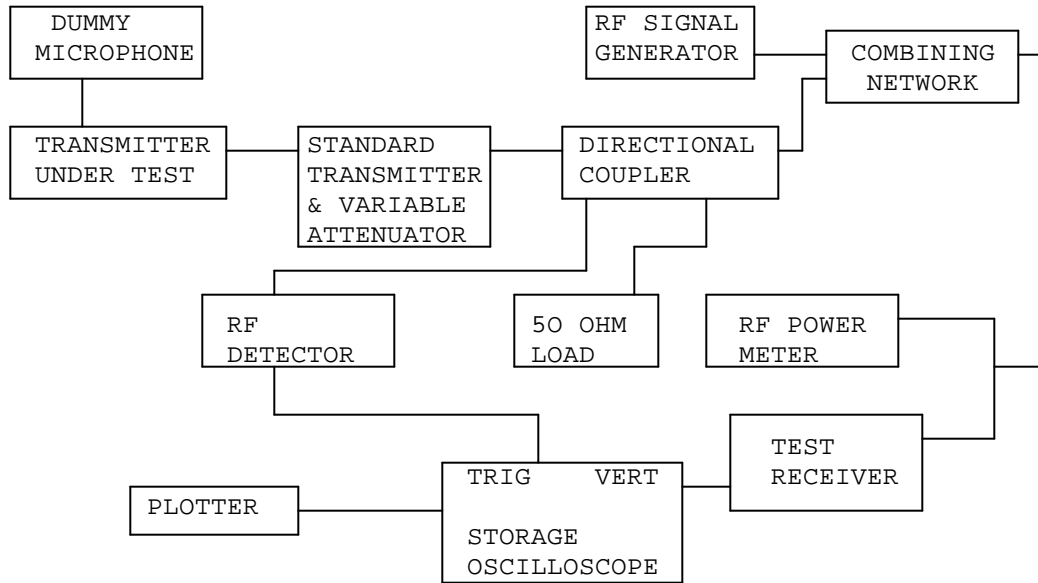 DUMMY
MICROPHONE
RF SIGNAL
GENERATOR
COMBINING
NETWORK
TRANSMITTER
UNDER TEST
STANDARD
TRANSMITTER
& VARIABLE
ATTENUATOR
DIRECTIONAL
COUPLER
RF
DETECTOR
50 OHM
LOAD
RF POWER
METER
TEST
RECEIVER
PLOTTER
TRIG VERT
STORAGE
OSCILLOSCOPE